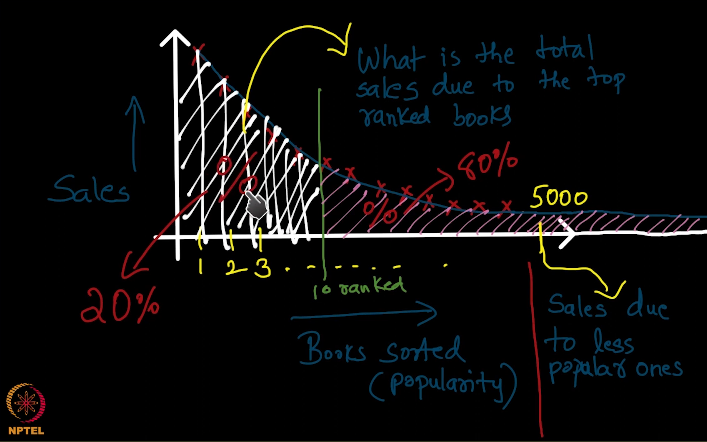 What is the total
sales due to the top
ranked books
80%
%
%
5000
Sales
1 2 3
20%
10 ranked
Books Sorted
(popularity)
Sales due
to less
popular ones
NPTEL